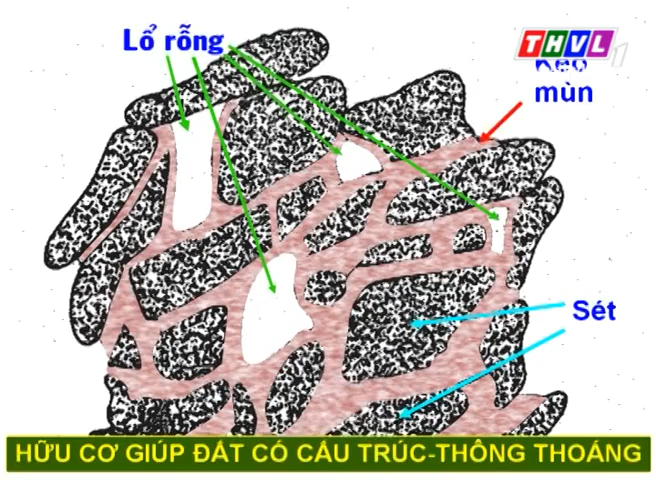 Lổ rỗng
THVL1
mùn
Sét
HỮU CƠ GIÚP ĐẤT CÓ CẤU TRÚC-THÔNG THOÁNG